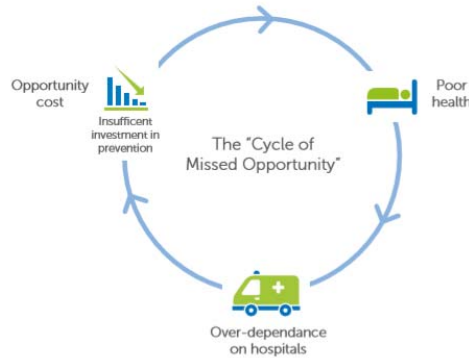 Opportunity
cost
Insufficent
investment in
prevention
Poor
health
The "Cycle of
Missed Opportunity"
Over-dependance
on hospitals